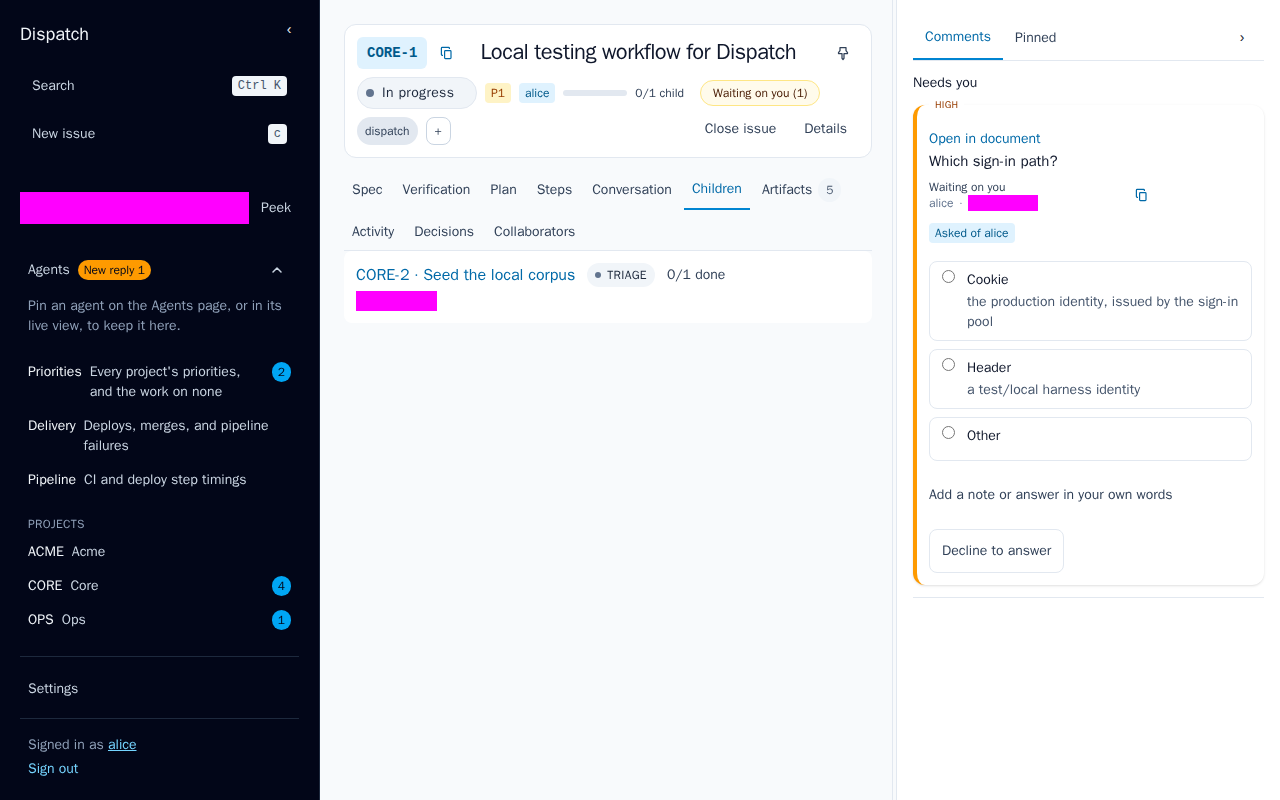 Dispatch
Search
Ctrl K
New issue
C
Peek
Agents
New reply 1
Pin an agent on the Agents page, or in its
live view, to keep it here.
Priorities
Every project's priorities,
and the work on none
2
Delivery
Deploys, merges, and pipeline
failures
Pipeline
CI and deploy step timings
PROJECTS
ACME Acme
CORE Core
4
OPS Ops
1
Settings
Signed in as alice
Sign out
CORE-1
Local testing workflow for Dispatch
In progress
P1
alice
0/1 child
Waiting on you (1)
dispatch
+
Close issue
Details
Spec
Verification
Plan
Steps
Conversation
Children
Artifacts
5
Activity
Decisions
Collaborators
CORE-2 · Seed the local corpus
TRIAGE
0/1 done
Comments
Pinned
Needs you
HIGH
Open in document
Which sign-in path?
Waiting on you
alice ·
Asked of alice
Cookie
the production identity, issued by the sign-in
pool
Header
a test/local harness identity
Other
Add a note or answer in your own words
Decline to answer